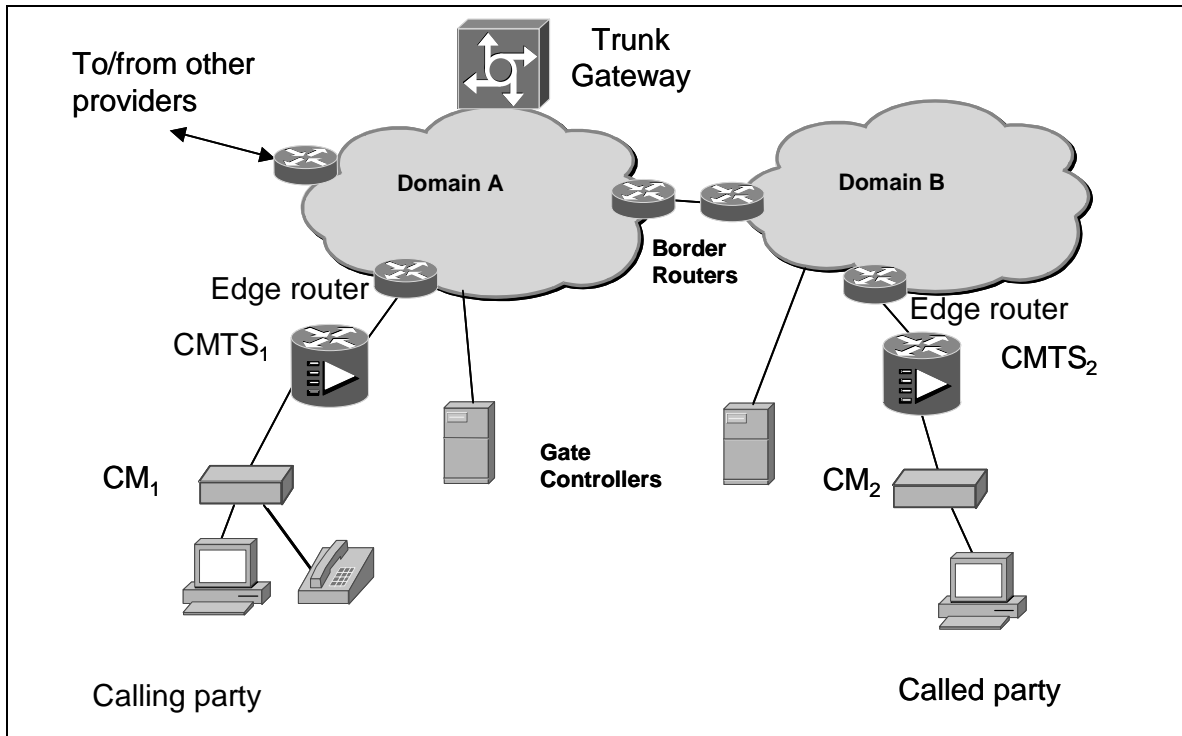 Trunk
Gateway
To/from other
providers
Domain A
Domain B
Border
Routers
Edge router
Edge router
CMTS₁
CMTS₂
Gate
Controllers
CM₁
CM₂
Calling party
Called party